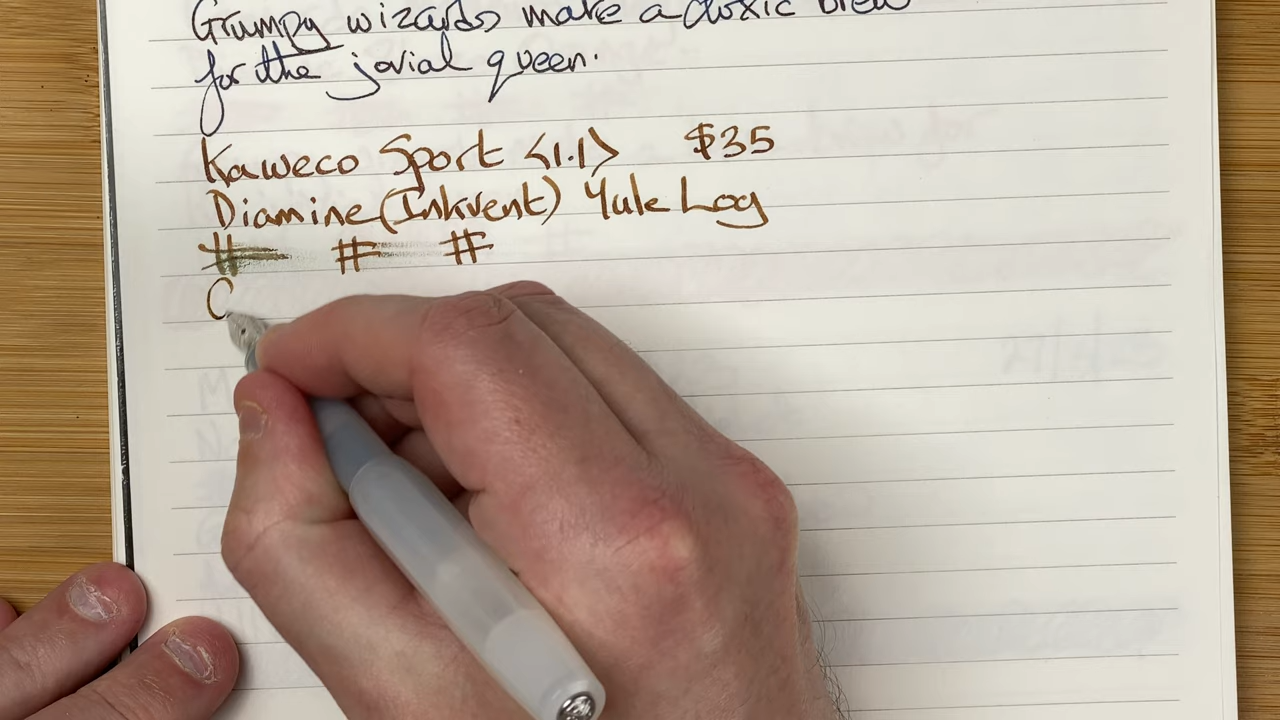 Grumpy wizards make a toxic brew
for the jovial queen.
Kaweco Sport <1.1> $35
Diamine (Inkvent) Yule Log
# # #
C